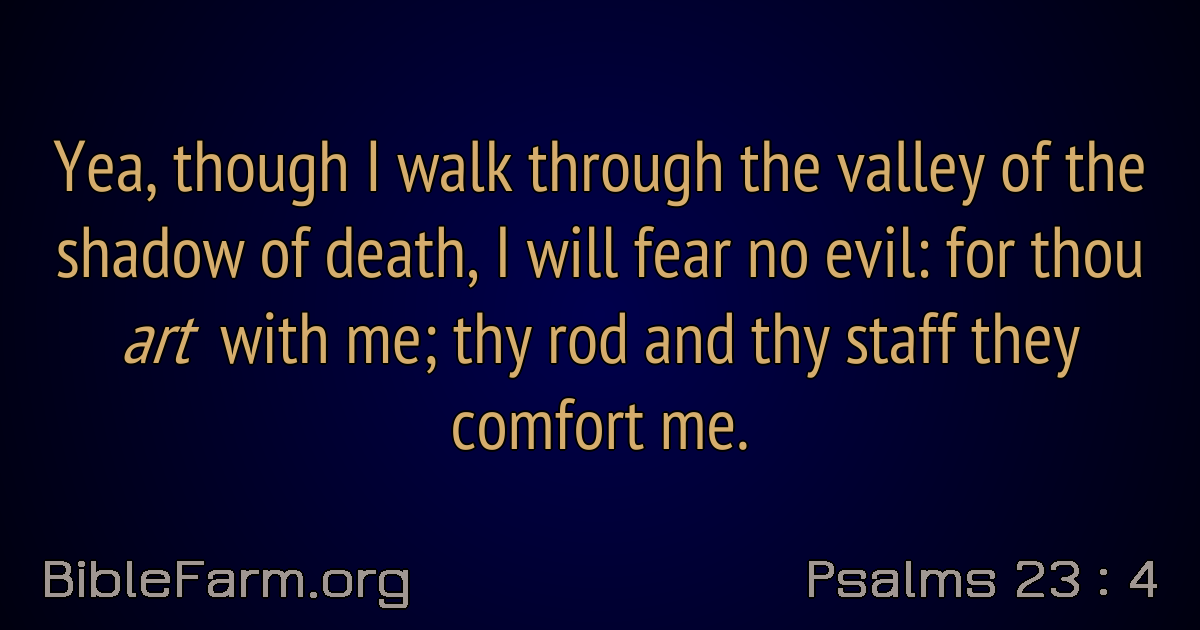 Yea, though I walk through the valley of the
shadow of death, I will fear no evil: for thou
art with me; thy rod and thy staff they
comfort me.
BibleFarm.org
Psalms 23 : 4